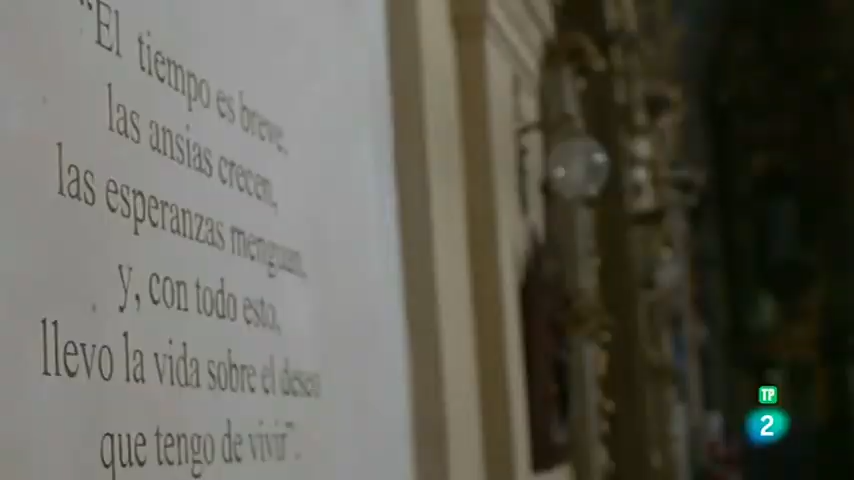 “El tiempo es breve,
las ansias crecen,
las esperanzas menguan,
y, con todo esto,
llevo la vida sobre el deseo
que tengo de vivir”.
TP
2